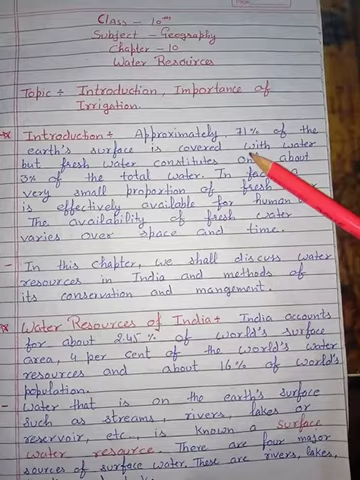 Class - 10th
Subject - Geography
Chapter - 10
Water Resources
Topic ÷ Introduction, Importance of
Irrigation.
Introduction ÷ Approximately, 71% of the
earth's surface is covered with water
but fresh water constitutes about
3% of the total water. In fact a
very small proportion of fresh
is effectively available for human
The availability of fresh water
varies over space and time.
- In this chapter, we shall discuss water
resources in India and methods of
its conservation and mangement.
Water Resources of India ÷ India accounts
for about 2.45% of world's surface
area, 4 per cent of the world's water
resources and about 16% of world's
population.
- Water that is on the earth's surface
such as streams, rivers, lakes or
reservoir, etc., is known a surface
water resource. There are four major
sources of surface water. These are rivers, lakes,